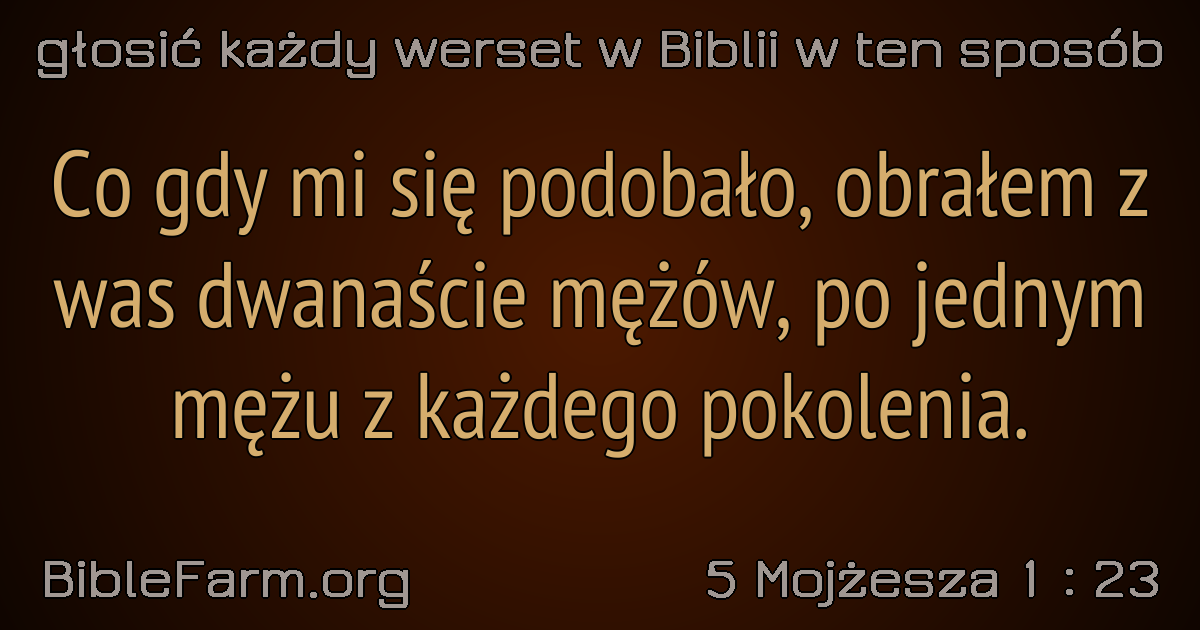 głosić każdy werset w Biblii w ten sposób
Co gdy mi się podobało, obrałem z
was dwanaście mężów, po jednym
mężu z każdego pokolenia.
BibleFarm.org
5 Mojżesza 1 : 23